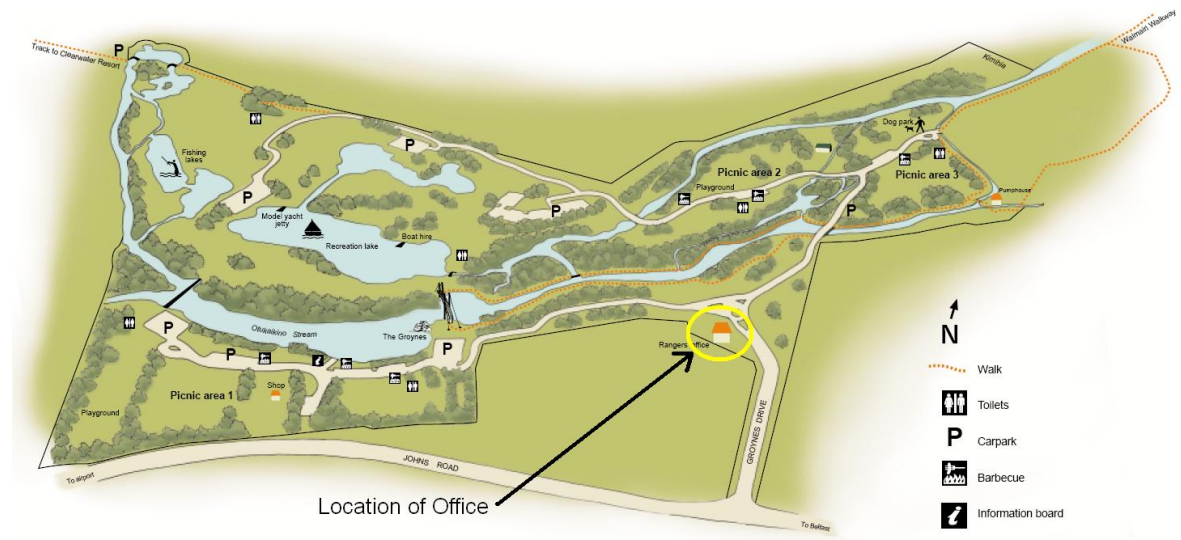 Track to Clearwater Resort
P
Waimairi Walkway
Kimihia
Dog park
P
Fishing
lakes
Picnic area 2
Playground
Picnic area 3
P
Pumphouse
P
P
Model yacht
jetty
Boat hire
Recreation lake
N
Otukaikino Stream
The Groynes
P
P
P
Rangers office
Shop
Picnic area 1
Playground
Walk
Toilets
P Carpark
Barbecue
i Information board
GROYNES DRIVE
JOHNS ROAD
To airport
Location of Office
To Belfast
i